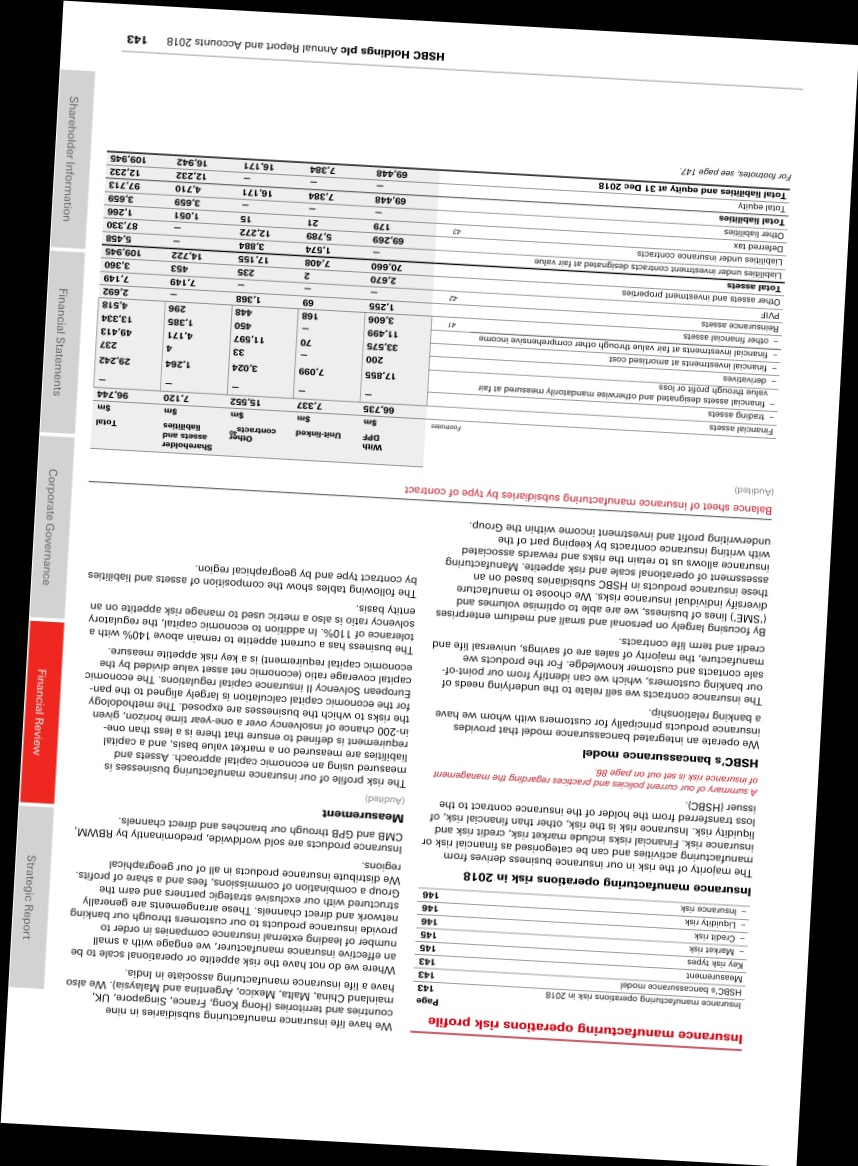 Insurance manufacturing operations risk profile
Page
Insurance manufacturing operations risk in 2018 143
HSBC's bancassurance model 143
Measurement 143
Key risk types 145
– Market risk 145
– Credit risk 145
– Liquidity risk 146
– Insurance risk 146
Insurance manufacturing operations risk in 2018
The majority of the risk in our insurance business derives from
manufacturing activities and can be categorised as financial risk or
insurance risk. Financial risks include market risk, credit risk and
liquidity risk. Insurance risk is the risk, other than financial risk, of
loss transferred from the holder of the insurance contract to the
issuer (HSBC).
A summary of our current policies and practices regarding the management
of insurance risk is set out on page 86.
HSBC's bancassurance model
We operate an integrated bancassurance model that provides
insurance products principally for customers with whom we have
a banking relationship.
The insurance contracts we sell relate to the underlying needs of
our banking customers, which we can identify from our point-of-
sale contacts and customer knowledge. For the products we
manufacture, the majority of sales are of savings, universal life and
credit and term life contracts.
By focusing largely on personal and small and medium enterprises
('SME') lines of business, we are able to optimise volumes and
diversify individual insurance risks. We choose to manufacture
these insurance products in HSBC subsidiaries based on an
assessment of operational scale and risk appetite. Manufacturing
insurance allows us to retain the risks and rewards associated
with writing insurance contracts by keeping part of the
underwriting profit and investment income within the Group.
We have life insurance manufacturing subsidiaries in nine
countries and territories (Hong Kong, France, Singapore, UK,
mainland China, Malta, Mexico, Argentina and Malaysia). We also
have a life insurance manufacturing associate in India.
Where we do not have the risk appetite or operational scale to be
an effective insurance manufacturer, we engage with a small
number of leading external insurance companies in order to
provide insurance products to our customers through our banking
network and direct channels. These arrangements are generally
structured with our exclusive strategic partners and earn the
Group a combination of commissions, fees and a share of profits.
We distribute insurance products in all of our geographical
regions.
Insurance products are sold worldwide, predominantly by RBWM,
CMB and GPB through our branches and direct channels.
Measurement
(Audited)
The risk profile of our insurance manufacturing businesses is
measured using an economic capital approach. Assets and
liabilities are measured on a market value basis, and a capital
requirement is defined to ensure that there is a less than one-
in-200 chance of insolvency over a one-year time horizon, given
the risks to which the businesses are exposed. The methodology
for the economic capital calculation is largely aligned to the pan-
European Solvency II insurance capital regulations. The economic
capital coverage ratio (economic net asset value divided by the
economic capital requirement) is a key risk appetite measure.
The business has a current appetite to remain above 140% with a
tolerance of 110%. In addition to economic capital, the regulatory
solvency ratio is also a metric used to manage risk appetite on an
entity basis.
The following tables show the composition of assets and liabilities
by contract type and by geographical region.
Balance sheet of insurance manufacturing subsidiaries by type of contract
(Audited)
Footnotes With DPF Unit-linked Other contracts40 Shareholder assets and liabilities Total
$m $m $m $m $m
Financial assets 66,735 7,337 15,552 7,120 96,744
– trading assets — — — — —
– financial assets designated and otherwise mandatorily measured at fair
value through profit or loss 17,855 7,099 3,024 1,264 29,242
– derivatives 200 — 33 4 237
– financial investments at amortised cost 33,575 70 11,597 4,171 49,413
– financial investments at fair value through other comprehensive income 11,499 — 450 1,385 13,334
– other financial assets 41 3,606 168 448 296 4,518
Reinsurance assets 1,255 69 1,368 — 2,692
PVIF 42 — — — 7,149 7,149
Other assets and investment properties 2,670 2 235 453 3,360
Total assets 70,660 7,408 17,155 14,722 109,945
Liabilities under investment contracts designated at fair value — 1,574 3,884 — 5,458
Liabilities under insurance contracts 69,269 5,789 12,272 — 87,330
Deferred tax 43 179 21 15 1,051 1,266
Other liabilities — — — 3,659 3,659
Total liabilities 69,448 7,384 16,171 4,710 97,713
Total equity — — — 12,232 12,232
Total liabilities and equity at 31 Dec 2018 69,448 7,384 16,171 16,942 109,945
For footnotes, see page 147.
Strategic Report
Financial Review
Corporate Governance
Financial Statements
Shareholder Information
HSBC Holdings plc Annual Report and Accounts 2018 143